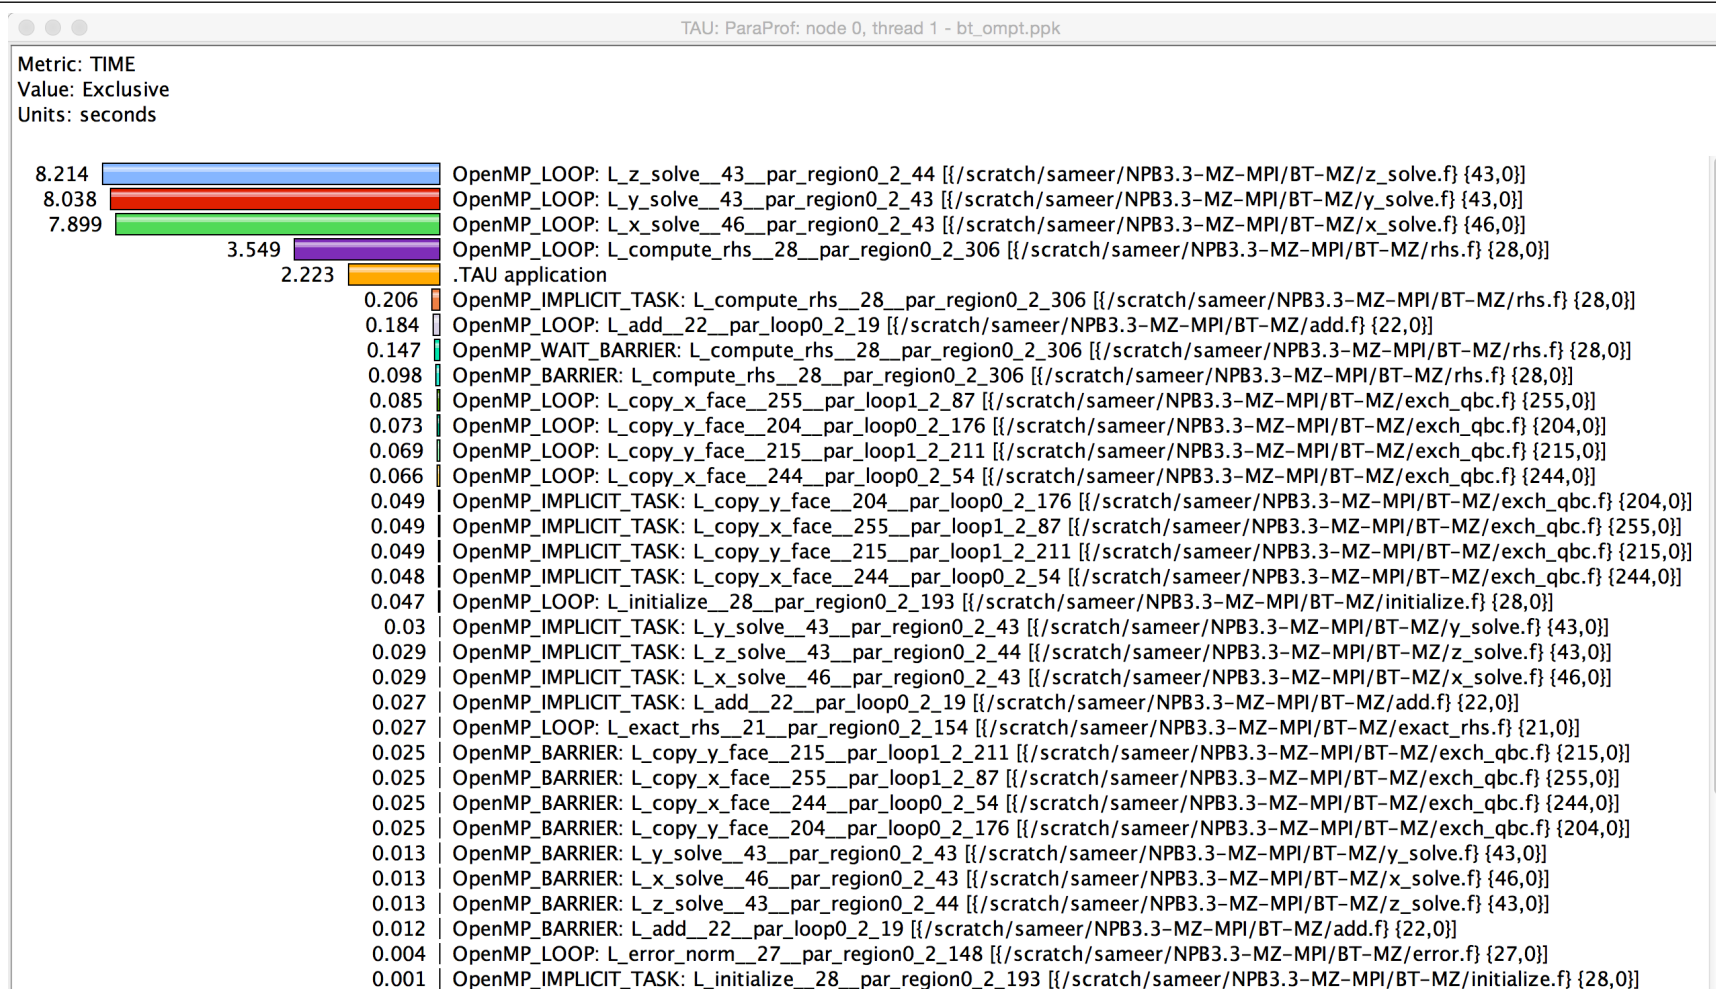 TAU: ParaProf: node 0, thread 1 - bt_ompt.ppk
Metric: TIME
Value: Exclusive
Units: seconds
8.214 OpenMP_LOOP: L_z_solve__43__par_region0_2_44 [{/scratch/sameer/NPB3.3-MZ-MPI/BT-MZ/z_solve.f} {43,0}]
8.038 OpenMP_LOOP: L_y_solve__43__par_region0_2_43 [{/scratch/sameer/NPB3.3-MZ-MPI/BT-MZ/y_solve.f} {43,0}]
7.899 OpenMP_LOOP: L_x_solve__46__par_region0_2_43 [{/scratch/sameer/NPB3.3-MZ-MPI/BT-MZ/x_solve.f} {46,0}]
3.549 OpenMP_LOOP: L_compute_rhs__28__par_region0_2_306 [{/scratch/sameer/NPB3.3-MZ-MPI/BT-MZ/rhs.f} {28,0}]
2.223 .TAU application
0.206 OpenMP_IMPLICIT_TASK: L_compute_rhs__28__par_region0_2_306 [{/scratch/sameer/NPB3.3-MZ-MPI/BT-MZ/rhs.f} {28,0}]
0.184 OpenMP_LOOP: L_add__22__par_loop0_2_19 [{/scratch/sameer/NPB3.3-MZ-MPI/BT-MZ/add.f} {22,0}]
0.147 OpenMP_WAIT_BARRIER: L_compute_rhs__28__par_region0_2_306 [{/scratch/sameer/NPB3.3-MZ-MPI/BT-MZ/rhs.f} {28,0}]
0.098 OpenMP_BARRIER: L_compute_rhs__28__par_region0_2_306 [{/scratch/sameer/NPB3.3-MZ-MPI/BT-MZ/rhs.f} {28,0}]
0.085 OpenMP_LOOP: L_copy_x_face__255__par_loop1_2_87 [{/scratch/sameer/NPB3.3-MZ-MPI/BT-MZ/exch_qbc.f} {255,0}]
0.073 OpenMP_LOOP: L_copy_y_face__204__par_loop0_2_176 [{/scratch/sameer/NPB3.3-MZ-MPI/BT-MZ/exch_qbc.f} {204,0}]
0.069 OpenMP_LOOP: L_copy_y_face__215__par_loop1_2_211 [{/scratch/sameer/NPB3.3-MZ-MPI/BT-MZ/exch_qbc.f} {215,0}]
0.066 OpenMP_LOOP: L_copy_x_face__244__par_loop0_2_54 [{/scratch/sameer/NPB3.3-MZ-MPI/BT-MZ/exch_qbc.f} {244,0}]
0.049 OpenMP_IMPLICIT_TASK: L_copy_y_face__204__par_loop0_2_176 [{/scratch/sameer/NPB3.3-MZ-MPI/BT-MZ/exch_qbc.f} {204,0}]
0.049 OpenMP_IMPLICIT_TASK: L_copy_x_face__255__par_loop1_2_87 [{/scratch/sameer/NPB3.3-MZ-MPI/BT-MZ/exch_qbc.f} {255,0}]
0.049 OpenMP_IMPLICIT_TASK: L_copy_y_face__215__par_loop1_2_211 [{/scratch/sameer/NPB3.3-MZ-MPI/BT-MZ/exch_qbc.f} {215,0}]
0.048 OpenMP_IMPLICIT_TASK: L_copy_x_face__244__par_loop0_2_54 [{/scratch/sameer/NPB3.3-MZ-MPI/BT-MZ/exch_qbc.f} {244,0}]
0.047 OpenMP_LOOP: L_initialize__28__par_region0_2_193 [{/scratch/sameer/NPB3.3-MZ-MPI/BT-MZ/initialize.f} {28,0}]
0.03 OpenMP_IMPLICIT_TASK: L_y_solve__43__par_region0_2_43 [{/scratch/sameer/NPB3.3-MZ-MPI/BT-MZ/y_solve.f} {43,0}]
0.029 OpenMP_IMPLICIT_TASK: L_z_solve__43__par_region0_2_44 [{/scratch/sameer/NPB3.3-MZ-MPI/BT-MZ/z_solve.f} {43,0}]
0.029 OpenMP_IMPLICIT_TASK: L_x_solve__46__par_region0_2_43 [{/scratch/sameer/NPB3.3-MZ-MPI/BT-MZ/x_solve.f} {46,0}]
0.027 OpenMP_IMPLICIT_TASK: L_add__22__par_loop0_2_19 [{/scratch/sameer/NPB3.3-MZ-MPI/BT-MZ/add.f} {22,0}]
0.027 OpenMP_LOOP: L_exact_rhs__21__par_region0_2_154 [{/scratch/sameer/NPB3.3-MZ-MPI/BT-MZ/exact_rhs.f} {21,0}]
0.025 OpenMP_BARRIER: L_copy_y_face__215__par_loop1_2_211 [{/scratch/sameer/NPB3.3-MZ-MPI/BT-MZ/exch_qbc.f} {215,0}]
0.025 OpenMP_BARRIER: L_copy_x_face__255__par_loop1_2_87 [{/scratch/sameer/NPB3.3-MZ-MPI/BT-MZ/exch_qbc.f} {255,0}]
0.025 OpenMP_BARRIER: L_copy_x_face__244__par_loop0_2_54 [{/scratch/sameer/NPB3.3-MZ-MPI/BT-MZ/exch_qbc.f} {244,0}]
0.025 OpenMP_BARRIER: L_copy_y_face__204__par_loop0_2_176 [{/scratch/sameer/NPB3.3-MZ-MPI/BT-MZ/exch_qbc.f} {204,0}]
0.013 OpenMP_BARRIER: L_y_solve__43__par_region0_2_43 [{/scratch/sameer/NPB3.3-MZ-MPI/BT-MZ/y_solve.f} {43,0}]
0.013 OpenMP_BARRIER: L_x_solve__46__par_region0_2_43 [{/scratch/sameer/NPB3.3-MZ-MPI/BT-MZ/x_solve.f} {46,0}]
0.013 OpenMP_BARRIER: L_z_solve__43__par_region0_2_44 [{/scratch/sameer/NPB3.3-MZ-MPI/BT-MZ/z_solve.f} {43,0}]
0.012 OpenMP_BARRIER: L_add__22__par_loop0_2_19 [{/scratch/sameer/NPB3.3-MZ-MPI/BT-MZ/add.f} {22,0}]
0.004 OpenMP_LOOP: L_error_norm__27__par_region0_2_148 [{/scratch/sameer/NPB3.3-MZ-MPI/BT-MZ/error.f} {27,0}]
0.001 OpenMP_IMPLICIT_TASK: L_initialize__28__par_region0_2_193 [{/scratch/sameer/NPB3.3-MZ-MPI/BT-MZ/initialize.f} {28,0}]